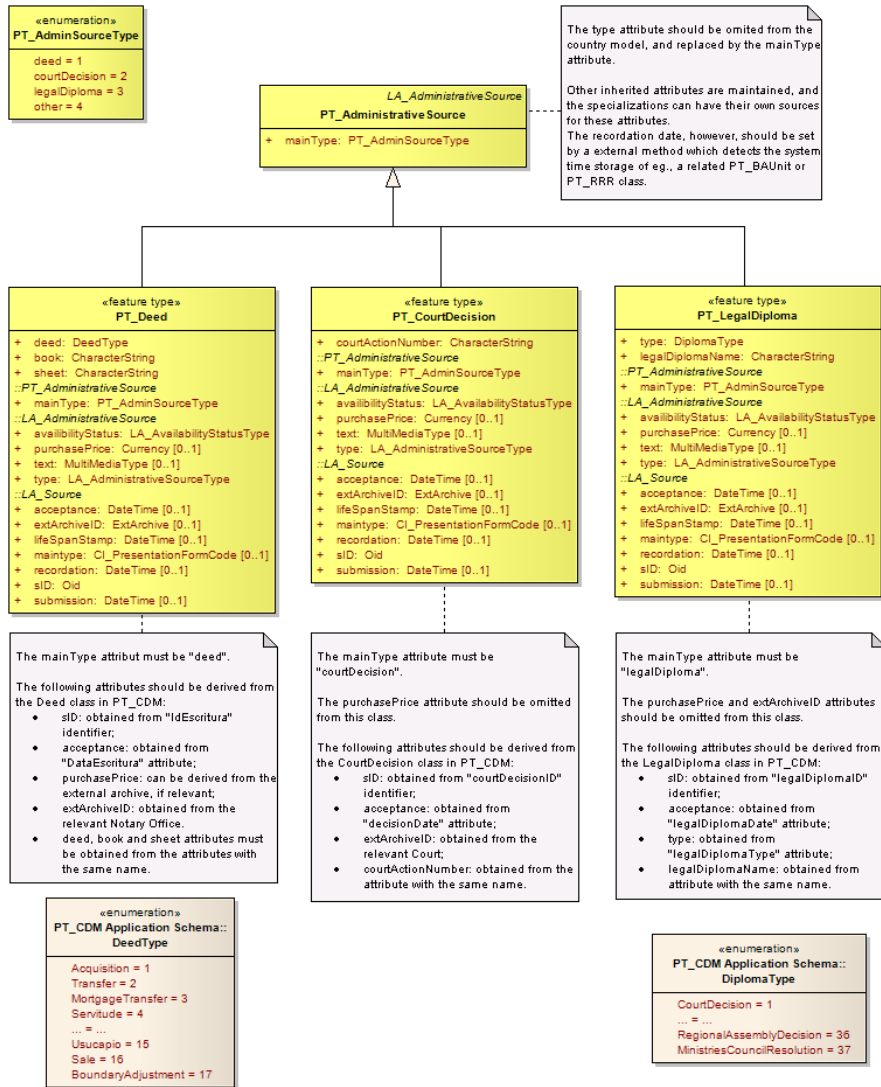 «enumeration»
PT_AdminSourceType
deed = 1
courtDecision = 2
legalDiploma = 3
other = 4
LA_AdministrativeSource
PT_AdministrativeSource
+ mainType: PT_AdminSourceType
The type attribute should be omitted from the
country model, and replaced by the mainType
attribute.
Other inherited attributes are maintained, and
the specializations can have their own sources
for these attributes.
The recordation date, however, should be set
by a external method which detects the system
time storage of eg., a related PT_BAUnit or
PT_RRR class.
«feature type»
PT_Deed
+ deed: DeedType
+ book: CharacterString
+ sheet: CharacterString
::PT_AdministrativeSource
+ mainType: PT_AdminSourceType
::LA_AdministrativeSource
+ availibilityStatus: LA_AvailabilityStatusType
+ purchasePrice: Currency [0..1]
+ text: MultiMediaType [0..1]
+ type: LA_AdministrativeSourceType
::LA_Source
+ acceptance: DateTime [0..1]
+ extArchiveID: ExtArchive [0..1]
+ lifeSpanStamp: DateTime [0..1]
+ maintype: CI_PresentationFormCode [0..1]
+ recordation: DateTime [0..1]
+ sID: Oid
+ submission: DateTime [0..1]
«feature type»
PT_CourtDecision
+ courtActionNumber: CharacterString
::PT_AdministrativeSource
+ mainType: PT_AdminSourceType
::LA_AdministrativeSource
+ availibilityStatus: LA_AvailabilityStatusType
+ purchasePrice: Currency [0..1]
+ text: MultiMediaType [0..1]
+ type: LA_AdministrativeSourceType
::LA_Source
+ acceptance: DateTime [0..1]
+ extArchiveID: ExtArchive [0..1]
+ lifeSpanStamp: DateTime [0..1]
+ maintype: CI_PresentationFormCode [0..1]
+ recordation: DateTime [0..1]
+ sID: Oid
+ submission: DateTime [0..1]
«feature type»
PT_LegalDiploma
+ type: DiplomaType
+ legalDiplomaName: CharacterString
::PT_AdministrativeSource
+ mainType: PT_AdminSourceType
::LA_AdministrativeSource
+ availibilityStatus: LA_AvailabilityStatusType
+ purchasePrice: Currency [0..1]
+ text: MultiMediaType [0..1]
+ type: LA_AdministrativeSourceType
::LA_Source
+ acceptance: DateTime [0..1]
+ extArchiveID: ExtArchive [0..1]
+ lifeSpanStamp: DateTime [0..1]
+ maintype: CI_PresentationFormCode [0..1]
+ recordation: DateTime [0..1]
+ sID: Oid
+ submission: DateTime [0..1]
The mainType attribut must be "deed".
The following attributes should be derived from
the Deed class in PT_CDM:
• sID: obtained from "IdEscritura"
identifier;
• acceptance: obtained from
"DataEscritura" attribute;
• purchasePrice: can be derived from the
external archive, if relevant;
• extArchiveID: obtained from the
relevant Notary Office.
• deed, book and sheet attributes must
be obtained from the attributes with
the same name.
The mainType attribute must be
"courtDecision".
The purchasePrice attribute should be omitted
from this class.
The following attributes should be derived from
the CourtDecision class in PT_CDM:
• sID: obtained from "courtDecisionID"
identifier;
• acceptance: obtained from
"decisionDate" attribute;
• extArchiveID: obtained from the
relevant Court;
• courtActionNumber: obtained from the
attribute with the same name.
The mainType attribute must be
"legalDiploma".
The purchasePrice and extArchiveID attributes
should be omitted from this class.
The following attributes should be derived from
the LegalDiploma class in PT_CDM:
• sID: obtained from "legalDiplomaID"
identifier;
• acceptance: obtained from
"legalDiplomaDate" attribute;
• type: obtained from
"legalDiplomaType" attribute;
• legalDiplomaName: obtained from
attribute with the same name.
«enumeration»
PT_CDM Application Schema::
DeedType
Acquisition = 1
Transfer = 2
MortgageTransfer = 3
Servitude = 4
... = ...
Usucapio = 15
Sale = 16
BoundaryAdjustment = 17
«enumeration»
PT_CDM Application Schema::
DiplomaType
CourtDecision = 1
... = ...
RegionalAssemblyDecision = 36
MinistriesCouncilResolution = 37